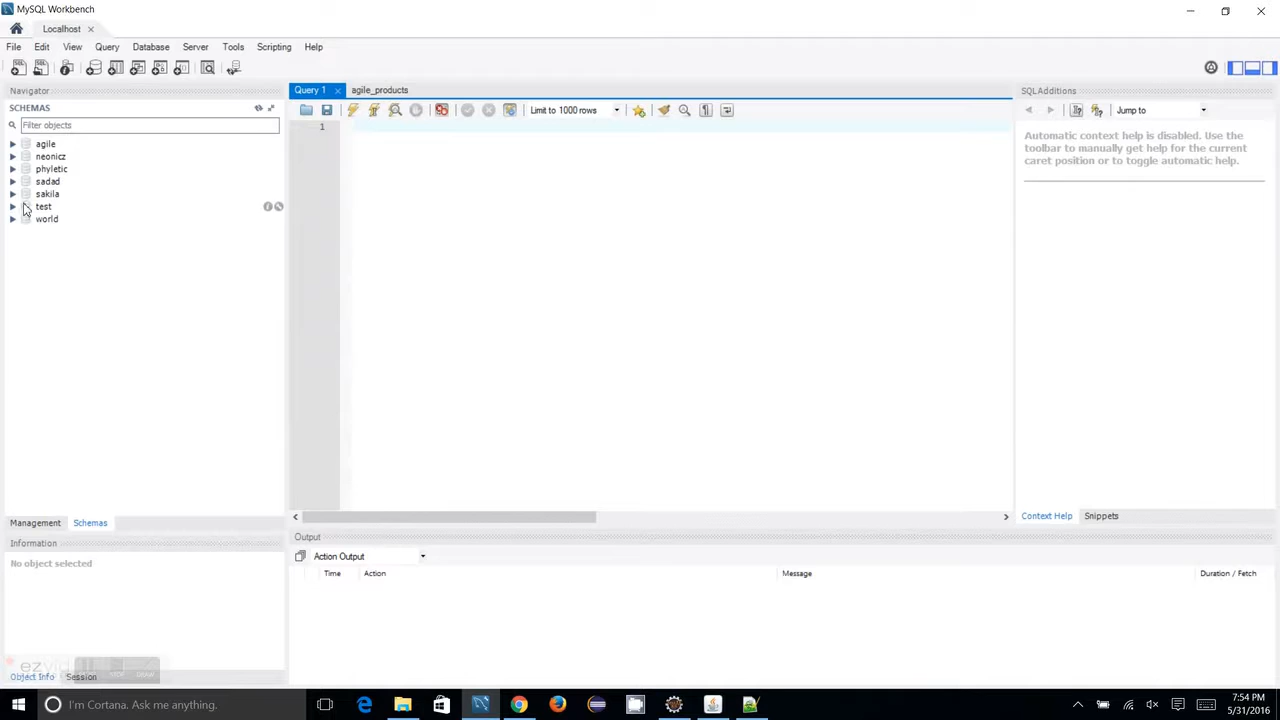 MySQL Workbench
Localhost
File Edit View Query Database Server Tools Scripting Help
Navigator
SCHEMAS
Filter objects
agile
neonicz
phyletic
sadad
sakila
test
world
Management Schemas
Information
No object selected
Object Info Session
ezvid
STOP DRAW
Query 1 agile_products
Limit to 1000 rows
1
Output
Action Output
Time Action Message Duration / Fetch
SQLAdditions
Jump to
Automatic context help is disabled. Use the
toolbar to manually get help for the current
caret position or to toggle automatic help.
Context Help Snippets
I'm Cortana. Ask me anything.
7:54 PM
5/31/2016